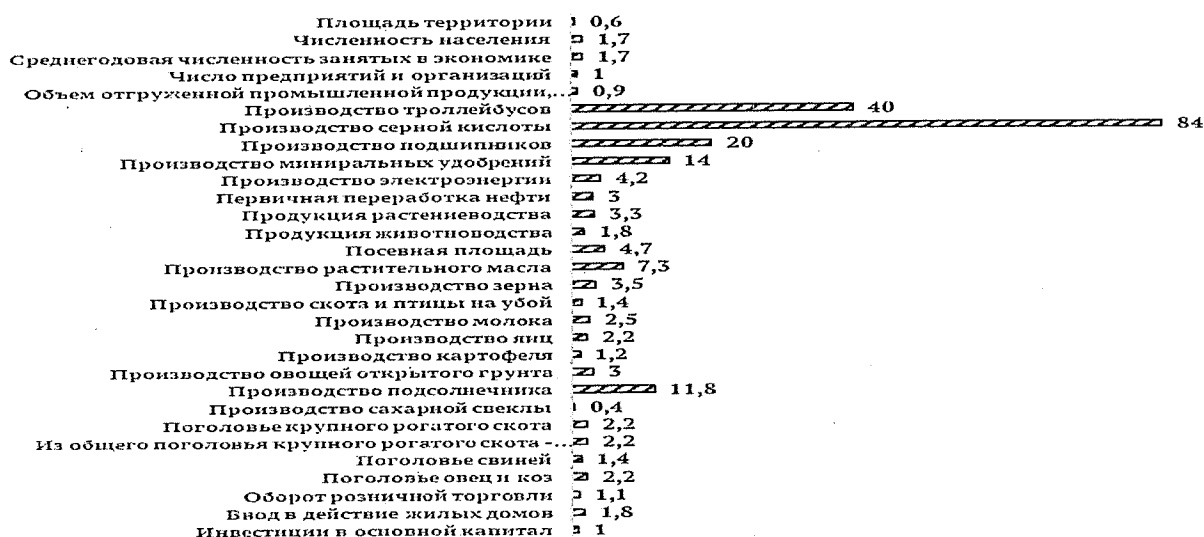 Площадь территории 0,6
Численность населения 1,7
Среднегодовая численность занятых в экономике 1,7
Число предприятий и организаций 1
Объем отгруженной промышленной продукции,... 0,9
Производство троллейбусов 40
Производство серной кислоты 84
Производство подшипников 20
Производство миниральных удобрений 14
Производство электроэнергии 4,2
Первичная переработка нефти 3
Продукция растениеводства 3,3
Продукция животноводства 1,8
Посевная площадь 4,7
Производство растительного масла 7,3
Производство зерна 3,5
Производство скота и птицы на убой 1,4
Производство молока 2,5
Производство яиц 2,2
Производство картофеля 1,2
Производство овощей открытого грунта 3
Производство подсолнечника 11,8
Производство сахарной свеклы 0,4
Поголовье крупного рогатого скота 2,2
Из общего поголовья крупного рогатого скота -... 2,2
Поголовье свиней 1,4
Поголовье овец и коз 2,2
Оборот розничной торговли 1,1
Ввод в действие жилых домов 1,8
Инвестиции в основной капитал 1